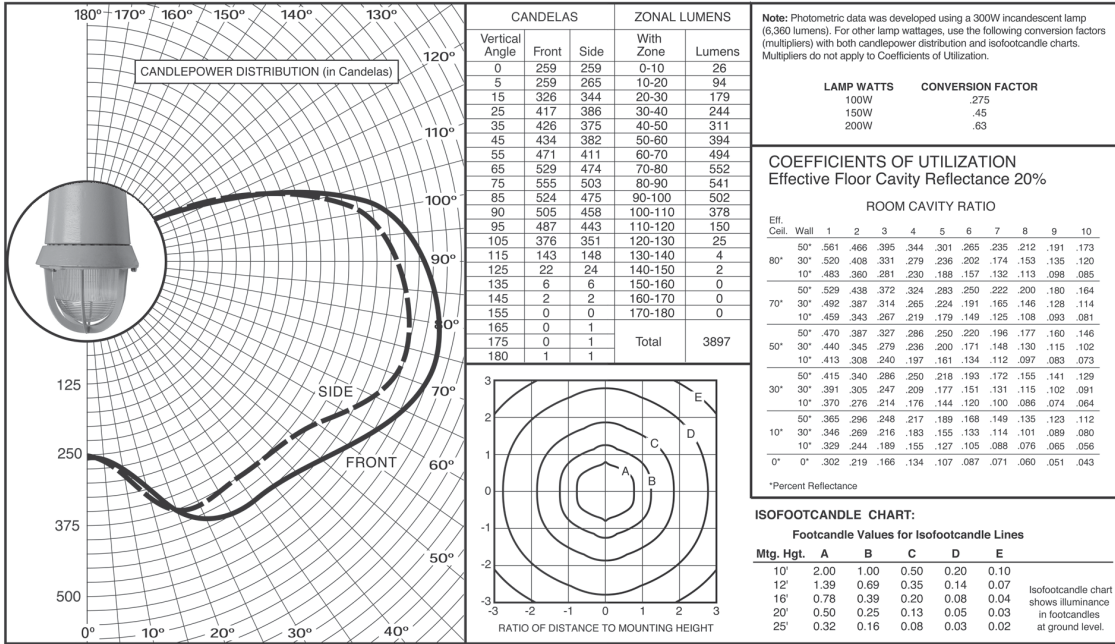 180º 170º 160º 150º 140º 130º
120º
CANDLEPOWER DISTRIBUTION (in Candelas)
110º
100º
90º
80º
125
SIDE
70º
250
FRONT
60º
375
50º
500
0º 10º 20º 30º 40º
CANDELAS ZONAL LUMENS
Vertical Angle Front Side With Zone Lumens
0 259 259 0-10 26
5 259 265 10-20 94
15 326 344 20-30 179
25 417 386 30-40 244
35 426 375 40-50 311
45 434 382 50-60 394
55 471 411 60-70 494
65 529 474 70-80 552
75 555 503 80-90 541
85 524 475 90-100 502
90 505 458 100-110 378
95 487 443 110-120 150
105 376 351 120-130 25
115 143 148 130-140 4
125 22 24 140-150 2
135 6 6 150-160 0
145 2 2 160-170 0
155 0 0 170-180 0
165 0 1
175 0 1 Total 3897
180 1 1
3
E
2
D
C
1
A
B
0
-1
-2
-3
-3 -2 -1 0 1 2 3
RATIO OF DISTANCE TO MOUNTING HEIGHT
Note: Photometric data was developed using a 300W incandescent lamp
(6,360 lumens). For other lamp wattages, use the following conversion factors
(multipliers) with both candlepower distribution and isofootcandle charts.
Multipliers do not apply to Coefficients of Utilization.
LAMP WATTS CONVERSION FACTOR
100W .275
150W .45
200W .63
COEFFICIENTS OF UTILIZATION
Effective Floor Cavity Reflectance 20%
ROOM CAVITY RATIO
Eff.
Ceil. Wall 1 2 3 4 5 6 7 8 9 10
50* .561 .466 .395 .344 .301 .265 .235 .212 .191 .173
80* 30* .520 .408 .331 .279 .236 .202 .174 .153 .135 .120
10* .483 .360 .281 .230 .188 .157 .132 .113 .098 .085
50* .529 .438 .372 .324 .283 .250 .222 .200 .180 .164
70* 30* .492 .387 .314 .265 .224 .191 .165 .146 .128 .114
10* .459 .343 .267 .219 .179 .149 .125 .108 .093 .081
50* .470 .387 .327 .286 .250 .220 .196 .177 .160 .146
50* 30* .440 .345 .279 .236 .200 .171 .148 .130 .115 .102
10* .413 .308 .240 .197 .161 .134 .112 .097 .083 .073
50* .415 .340 .286 .250 .218 .193 .172 .155 .141 .129
30* 30* .391 .305 .247 .209 .177 .151 .131 .115 .102 .091
10* .370 .276 .214 .176 .144 .120 .100 .086 .074 .064
50* .365 .296 .248 .217 .189 .168 .149 .135 .123 .112
10* 30* .346 .269 .216 .183 .155 .133 .114 .101 .089 .080
10* .329 .244 .189 .155 .127 .105 .088 .076 .065 .056
0* 0* .302 .219 .166 .134 .107 .087 .071 .060 .051 .043
*Percent Reflectance
ISOFOOTCANDLE CHART:
Footcandle Values for Isofootcandle Lines
Mtg. Hgt. A B C D E
10' 2.00 1.00 0.50 0.20 0.10
12' 1.39 0.69 0.35 0.14 0.07
16' 0.78 0.39 0.20 0.08 0.04
20' 0.50 0.25 0.13 0.05 0.03
25' 0.32 0.16 0.08 0.03 0.02
Isofootcandle chart
shows illuminance
in footcandles
at ground level.